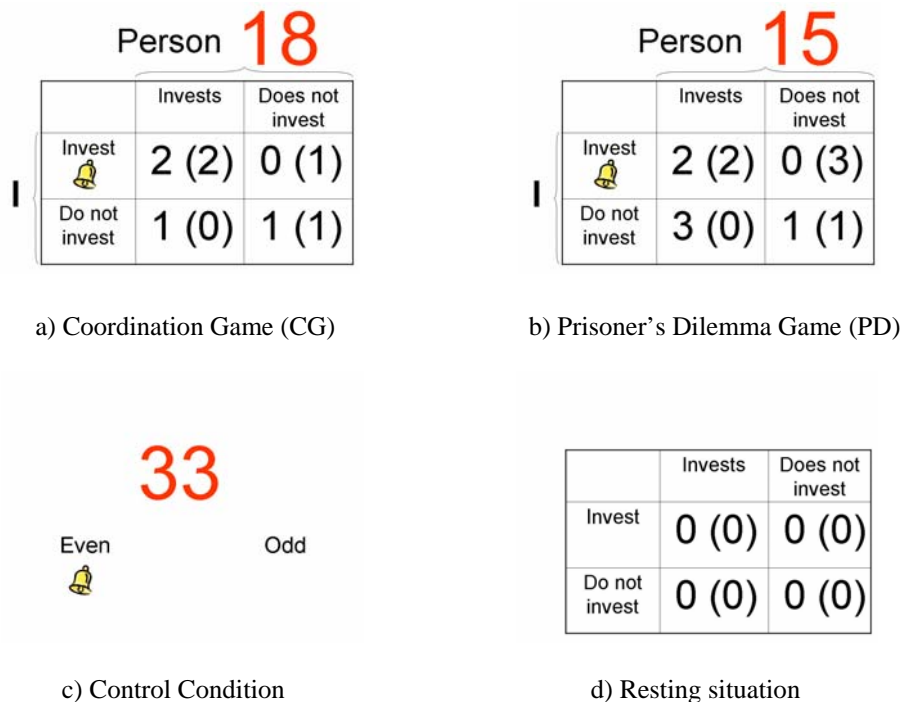 Person 18
Invests Does not invest
Invest 2 (2) 0 (1)
I
Do not invest 1 (0) 1 (1)
a) Coordination Game (CG)
Person 15
Invests Does not invest
Invest 2 (2) 0 (3)
I
Do not invest 3 (0) 1 (1)
b) Prisoner’s Dilemma Game (PD)
33
Even Odd
c) Control Condition
Invests Does not invest
Invest 0 (0) 0 (0)
Do not invest 0 (0) 0 (0)
d) Resting situation